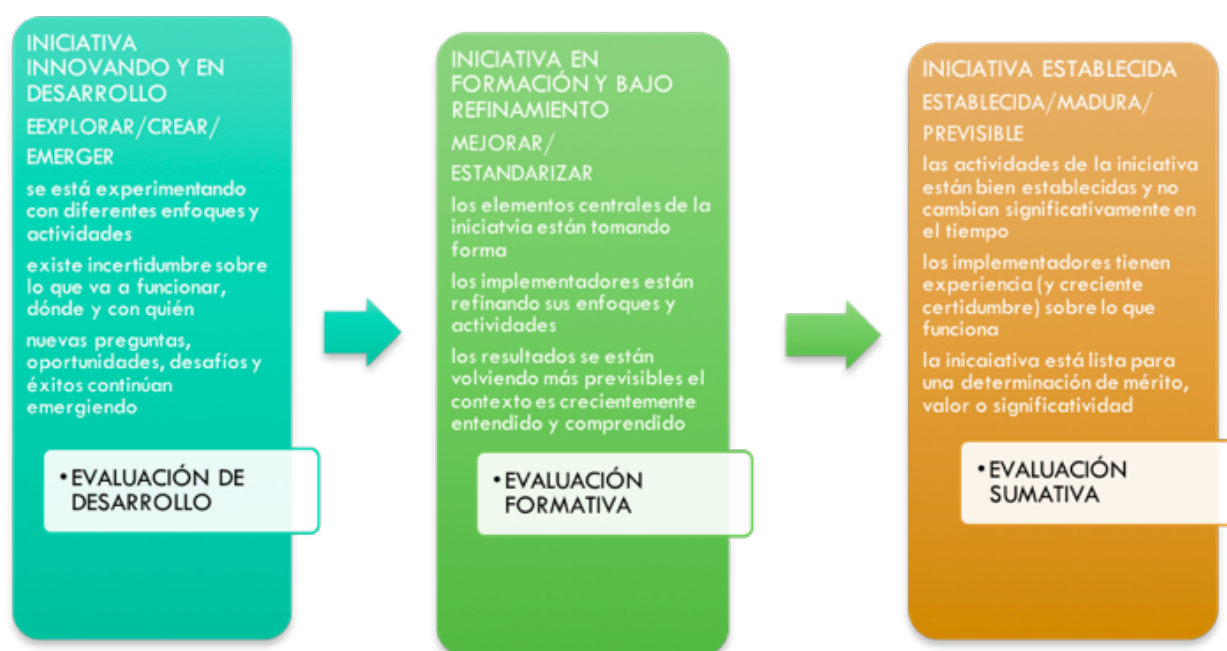 INICIATIVA
INNOVANDO Y EN
DESARROLLO
EEXPLORAR/CREAR/
EMERGER
se está experimentando
con diferentes enfoques y
actividades
existe incertidumbre sobre
lo que va a funcionar,
dónde y con quién
nuevas preguntas,
oportunidades, desafíos y
éxitos continúan
emergiendo
•EVALUACIÓN DE
DESARROLLO
INICIATIVA EN
FORMACIÓN Y BAJO
REFINAMIENTO
MEJORAR/
ESTANDARIZAR
los elementos centrales de la
iniciatvia están tomando
forma
los implementadores están
refinando sus enfoques y
actividades
los resultados se están
volviendo más previsibles el
contexto es crecientemente
entendido y comprendido
•EVALUACIÓN
FORMATIVA
INICIATIVA ESTABLECIDA
ESTABLECIDA/MADURA/
PREVISIBLE
las actividades de la iniciativa
están bien establecidas y no
cambian significativamente en
el tiempo
los implementadores tienen
experiencia (y creciente
certidumbre) sobre lo que
funciona
la inicaiativa está lista para
una determinación de mérito,
valor o significatividad
•EVALUACIÓN
SUMATIVA